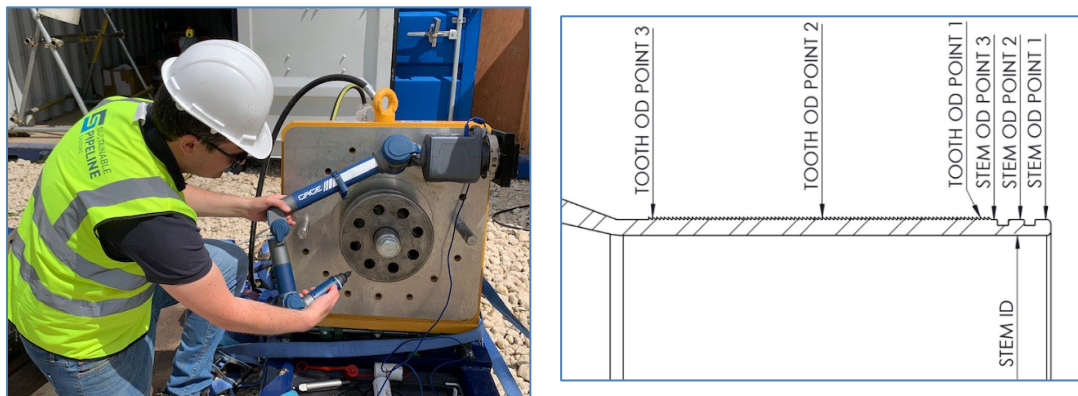 SUSTAINABLE
PIPELINE
GAGE
TOOTH OD POINT 3
TOOTH OD POINT 2
TOOTH OD POINT 1
STEM OD POINT 3
STEM OD POINT 2
STEM OD POINT 1
STEM ID